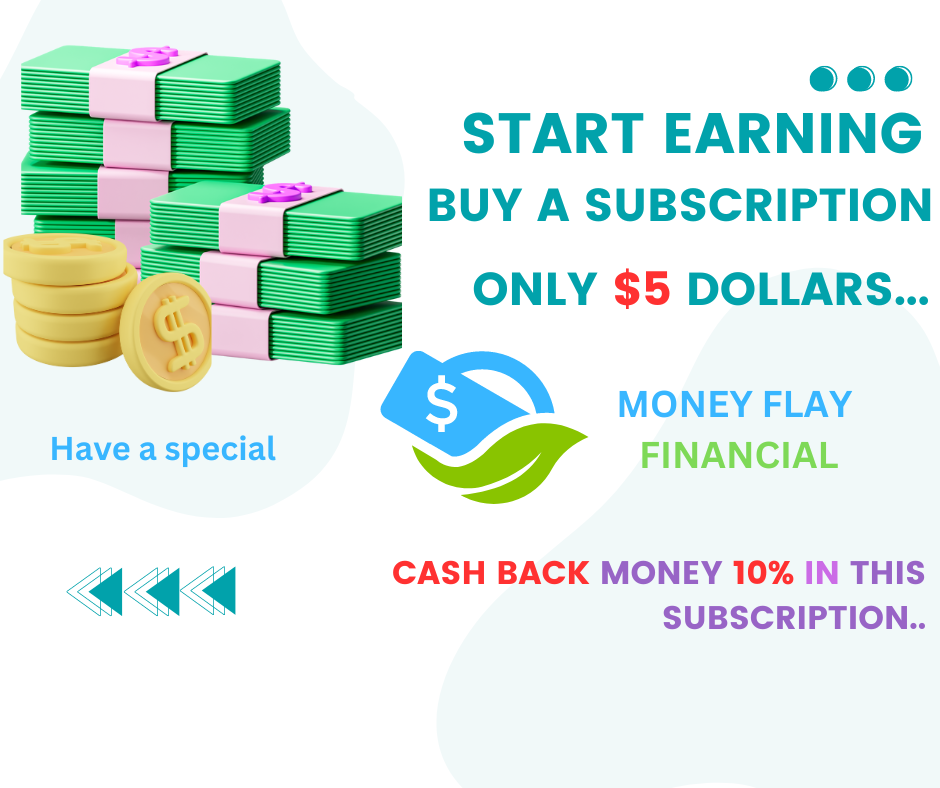 START EARNING
BUY A SUBSCRIPTION
ONLY $5 DOLLARS...
$
MONEY FLAY
FINANCIAL
Have a special
CASH BACK MONEY 10% IN THIS
SUBSCRIPTION..